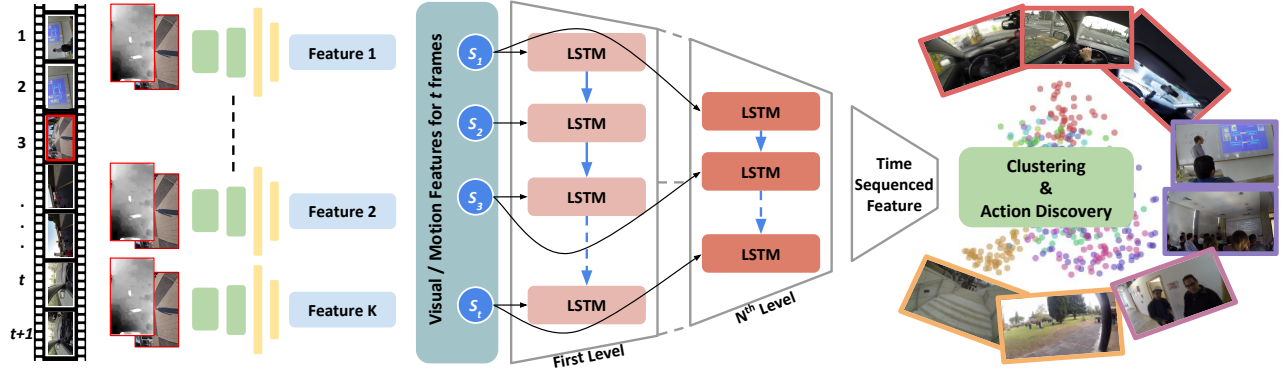 1
2
3
.
.
.
t
t+1
Feature 1
Feature 2
Feature K
Visual / Motion Features for t frames
S1
S2
S3
St
LSTM
LSTM
LSTM
LSTM
First Level
LSTM
LSTM
LSTM
Nth Level
Time
Sequenced
Feature
Clustering
&
Action Discovery